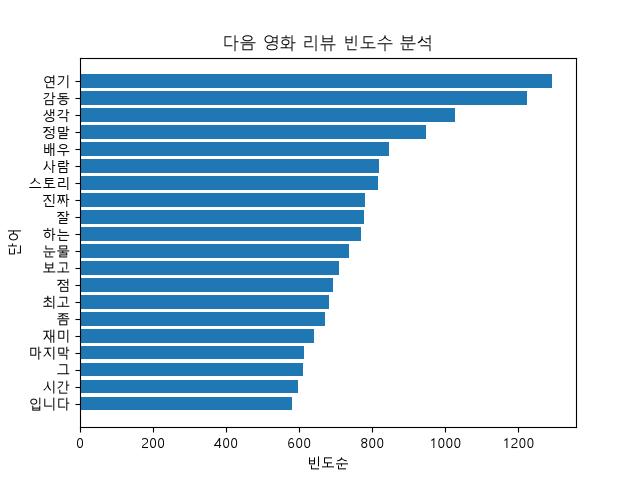 다음 영화 리뷰 빈도수 분석
연기
감동
생각
정말
배우
사람
스토리
진짜
잘
하는
눈물
보고
점
최고
좀
재미
마지막
그
시간
입니다
단어
0 200 400 600 800 1000 1200
빈도순